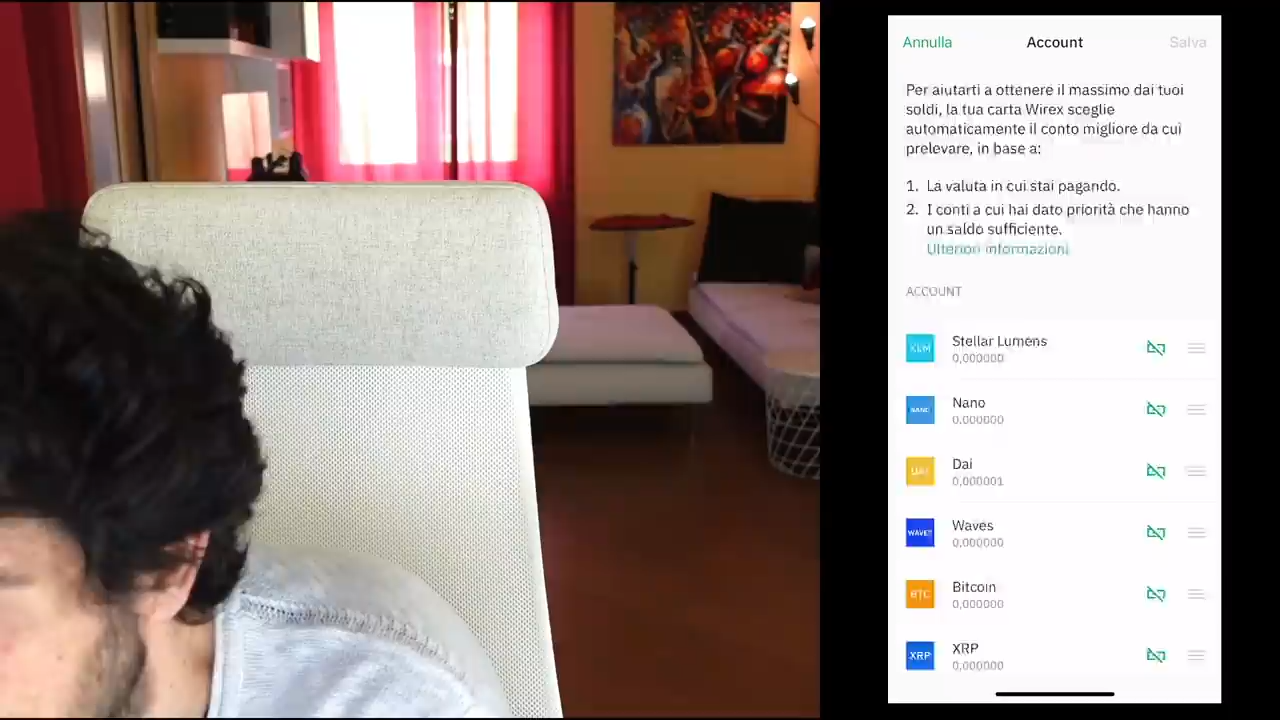 Annulla Account Salva
Per aiutarti a ottenere il massimo dai tuoi
soldi, la tua carta Wirex sceglie
automaticamente il conto migliore da cui
prelevare, in base a:
1. La valuta in cui stai pagando.
2. I conti a cui hai dato priorità che hanno
un saldo sufficiente.
Ulteriori informazioni
ACCOUNT
XLM Stellar Lumens
0,000000
NANO Nano
0,000000
DAI Dai
0,000001
WAVES Waves
0,000000
BTC Bitcoin
0,000000
XRP XRP
0,000000